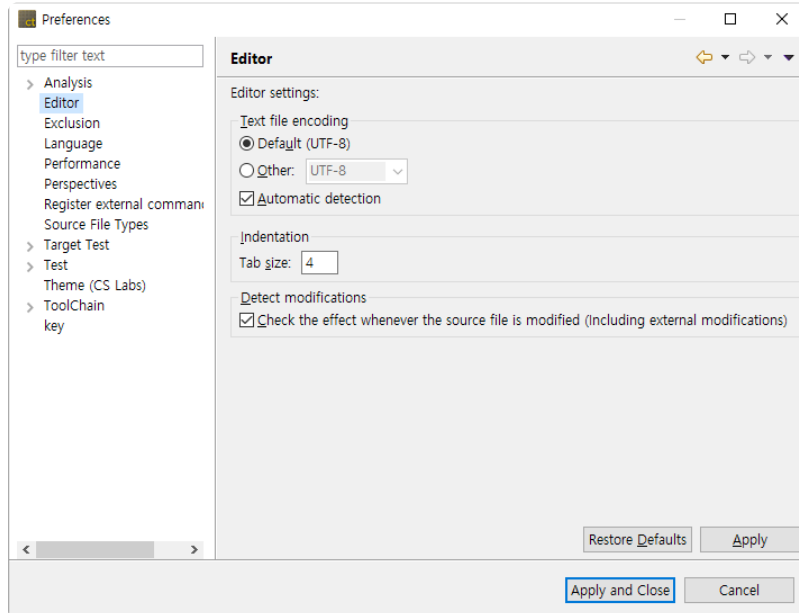 ct Preferences
type filter text
Analysis
Editor
Exclusion
Language
Performance
Perspectives
Register external comman
Source File Types
Target Test
Test
Theme (CS Labs)
ToolChain
key
Editor
Editor settings:
Text file encoding
Default (UTF-8)
Other: UTF-8
Automatic detection
Indentation
Tab size: 4
Detect modifications
Check the effect whenever the source file is modified (Including external modifications)
Restore Defaults Apply
Apply and Close Cancel